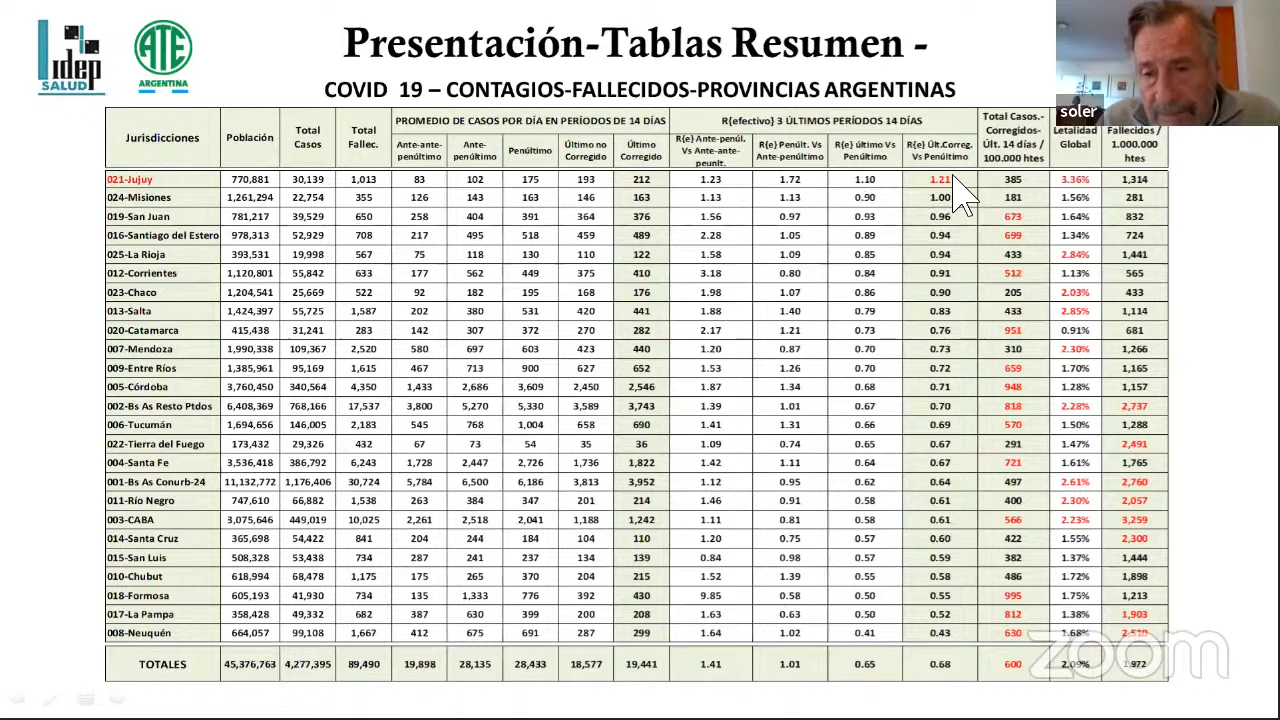 Presentación-Tablas Resumen -
COVID 19 – CONTAGIOS-FALLECIDOS-PROVINCIAS ARGENTINAS
idep
SALUD
ATE
ARGENTINA
soler
Jurisdicciones Población Total Casos Total Fallec. PROMEDIO DE CASOS POR DÍA EN PERÍODOS DE 14 DÍAS R{efectivo} 3 ÚLTIMOS PERÍODOS 14 DÍAS Total Casos.- Corregidos- Últ. 14 días / 100.000 htes Letalidad Global Fallecidos / 1.000.000 htes
Ante-ante-penúltimo Ante-penúltimo Penúltimo Último no Corregido Último Corregido R{e} Ante-penúl. Vs Ante-ante-peunlt. R{e} Penúlt. Vs Ante-penúltimo R{e} último Vs Penúltimo R{e} Últ.Correg. Vs Penúltimo
021-Jujuy 770,881 30,139 1,013 83 102 175 193 212 1.23 1.72 1.10 1.21 385 3.36% 1,314
024-Misiones 1,261,294 22,754 355 126 143 163 146 163 1.13 1.13 0.90 1.00 181 1.56% 281
019-San Juan 781,217 39,529 650 258 404 391 364 376 1.56 0.97 0.93 0.96 673 1.64% 832
016-Santiago del Estero 978,313 52,929 708 217 495 518 459 489 2.28 1.05 0.89 0.94 699 1.34% 724
025-La Rioja 393,531 19,998 567 75 118 130 110 122 1.58 1.09 0.85 0.94 433 2.84% 1,441
012-Corrientes 1,120,801 55,842 633 177 562 449 375 410 3.18 0.80 0.84 0.91 512 1.13% 565
023-Chaco 1,204,541 25,669 522 92 182 195 168 176 1.98 1.07 0.86 0.90 205 2.03% 433
013-Salta 1,424,397 55,725 1,587 202 380 531 420 441 1.88 1.40 0.79 0.83 433 2.85% 1,114
020-Catamarca 415,438 31,241 283 142 307 372 270 282 2.17 1.21 0.73 0.76 951 0.91% 681
007-Mendoza 1,990,338 109,367 2,520 580 697 603 423 440 1.20 0.87 0.70 0.73 310 2.30% 1,266
009-Entre Ríos 1,385,961 95,169 1,615 467 713 900 627 652 1.53 1.26 0.70 0.72 659 1.70% 1,165
005-Córdoba 3,760,450 340,564 4,350 1,433 2,686 3,609 2,450 2,546 1.87 1.34 0.68 0.71 948 1.28% 1,157
002-Bs As Resto Ptdos 6,408,369 768,166 17,537 3,800 5,270 5,330 3,589 3,743 1.39 1.01 0.67 0.70 818 2.28% 2,737
006-Tucumán 1,694,656 146,005 2,183 545 768 1,004 658 690 1.41 1.31 0.66 0.69 570 1.50% 1,288
022-Tierra del Fuego 173,432 29,326 432 67 73 54 35 36 1.09 0.74 0.65 0.67 291 1.47% 2,491
004-Santa Fe 3,536,418 386,792 6,243 1,728 2,447 2,726 1,736 1,822 1.42 1.11 0.64 0.67 721 1.61% 1,765
001-Bs As Conurb-24 11,132,772 1,176,406 30,724 5,784 6,500 6,186 3,813 3,952 1.12 0.95 0.62 0.64 497 2.61% 2,760
011-Río Negro 747,610 66,882 1,538 263 384 347 201 214 1.46 0.91 0.58 0.61 400 2.30% 2,057
003-CABA 3,075,646 449,019 10,025 2,261 2,518 2,041 1,188 1,242 1.11 0.81 0.58 0.61 566 2.23% 3,259
014-Santa Cruz 365,698 54,422 841 204 244 184 104 110 1.20 0.75 0.57 0.60 422 1.55% 2,300
015-San Luis 508,328 53,438 734 287 241 237 134 139 0.84 0.98 0.57 0.59 382 1.37% 1,444
010-Chubut 618,994 68,478 1,175 175 265 370 204 215 1.52 1.39 0.55 0.58 486 1.72% 1,898
018-Formosa 605,193 41,930 734 135 1,333 776 392 430 9.85 0.58 0.50 0.55 995 1.75% 1,213
017-La Pampa 358,428 49,332 682 387 630 399 200 208 1.63 0.63 0.50 0.52 812 1.38% 1,903
008-Neuquén 664,057 99,108 1,667 412 675 691 287 299 1.64 1.02 0.41 0.43 630 1.68% 2,510
TOTALES 45,376,763 4,277,395 89,490 19,898 28,135 28,433 18,577 19,441 1.41 1.01 0.65 0.68 600 2.09% 1,972
zoom